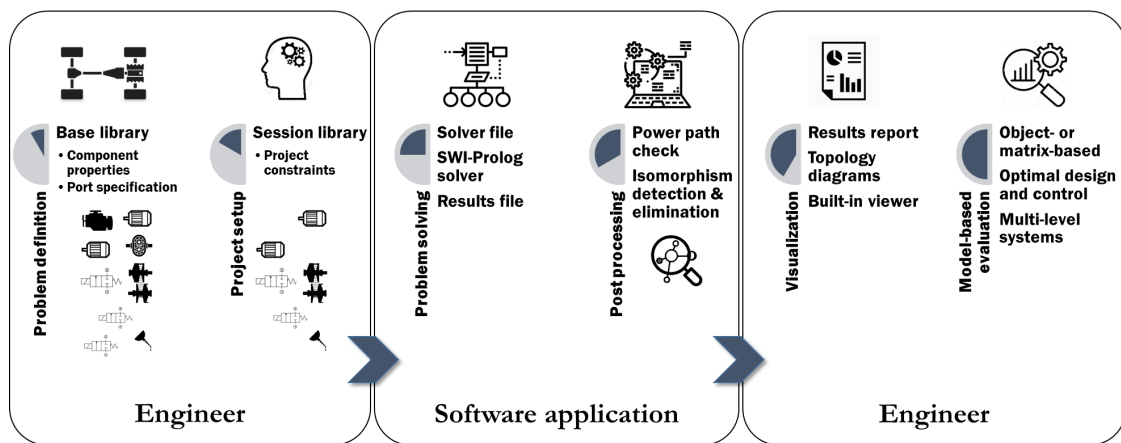 Problem definition
Base library
• Component
properties
• Port specification
Project setup
Session library
• Project
constraints
Engineer
Problem solving
Solver file
SWI-Prolog
solver
Results file
Post processing
Power path
check
Isomorphism
detection &
elimination
Software application
Visualization
Results report
Topology
diagrams
Built-in viewer
Model-based
evaluation
Object- or
matrix-based
Optimal design
and control
Multi-level
systems
Engineer